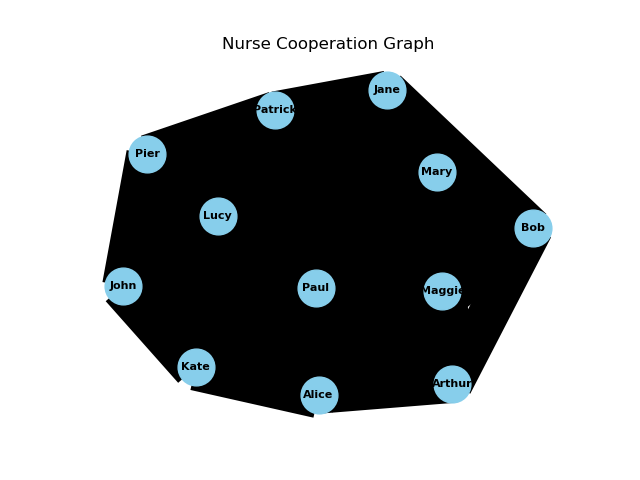 Nurse Cooperation Graph
Jane
Patrick
Pier
Mary
Lucy
Bob
John
Paul
Maggie
Kate
Arthur
Alice